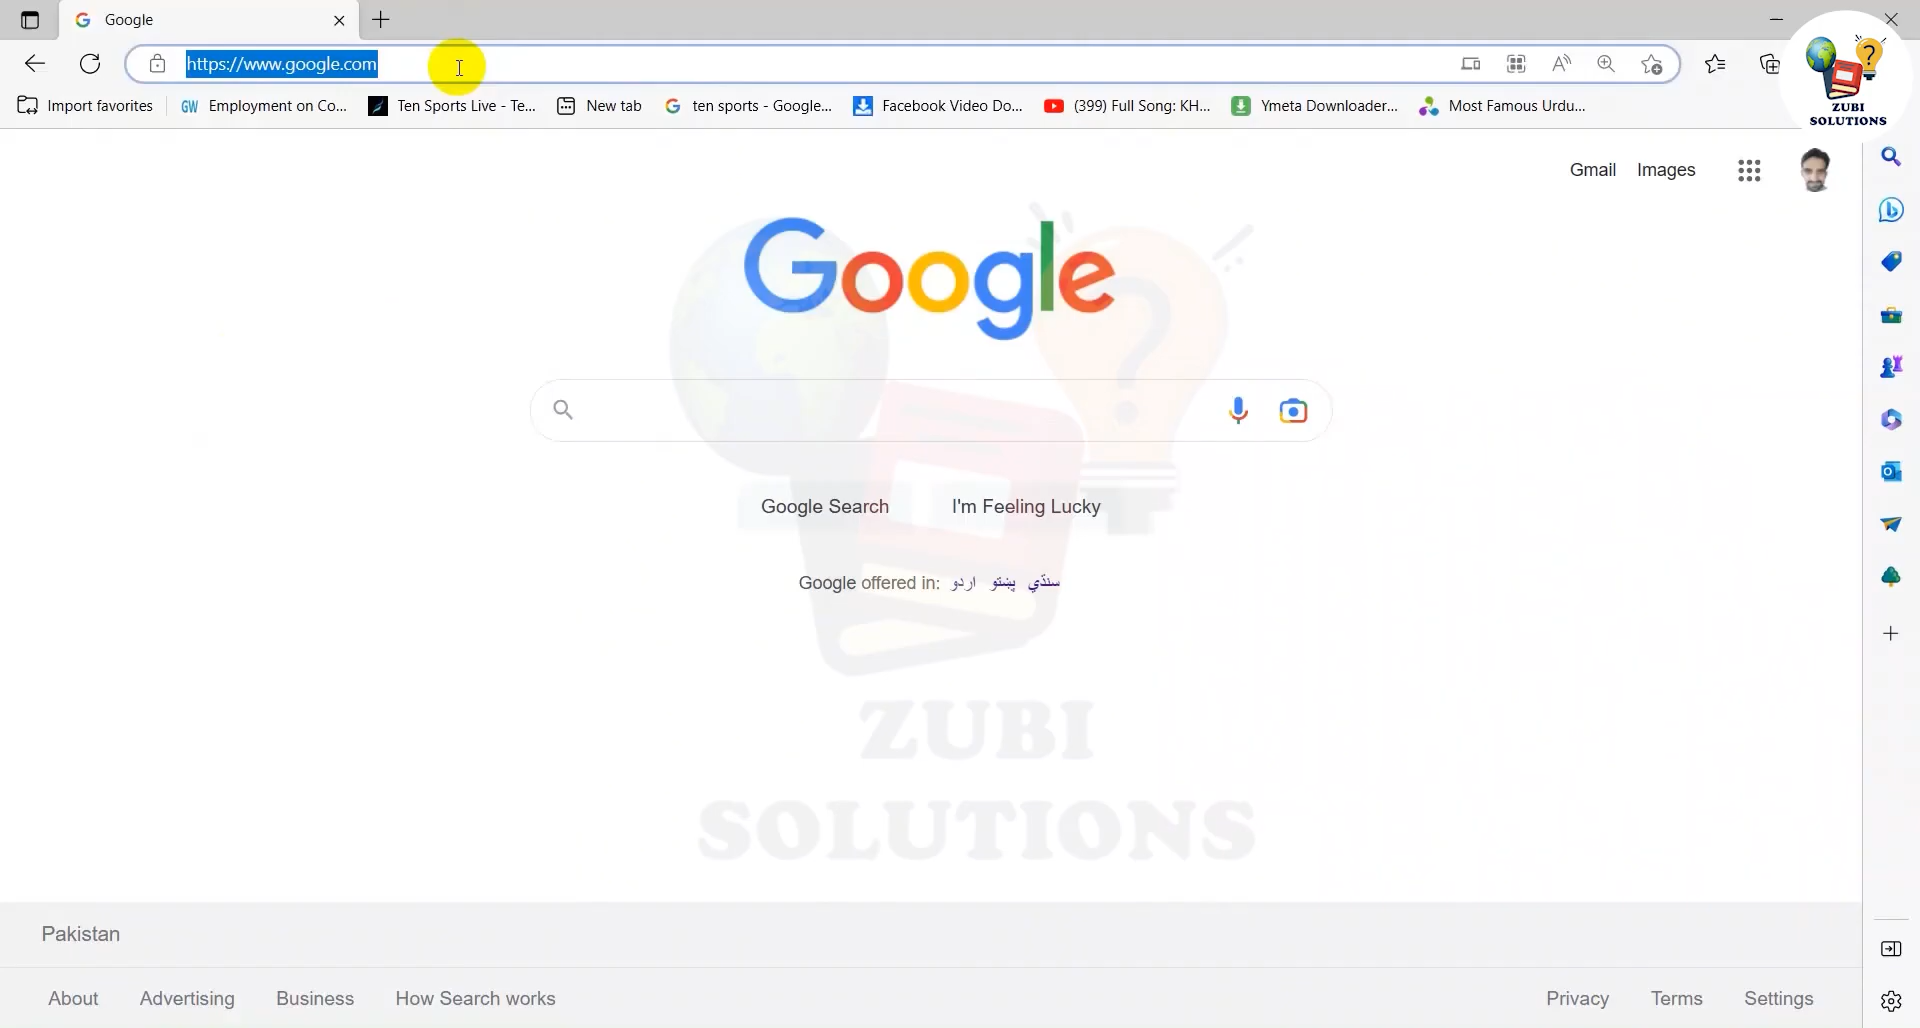 Google
https://www.google.com
Import favorites
GW Employment on Co...
Ten Sports Live - Te...
New tab
ten sports - Google...
Facebook Video Do...
(399) Full Song: KH...
Ymeta Downloader...
Most Famous Urdu...
ZUBI
SOLUTIONS
Gmail Images
Google
Google Search I'm Feeling Lucky
Google offered in: اردو پښتو سنڌي
ZUBI
SOLUTIONS
Pakistan
About Advertising Business How Search works Privacy Terms Settings